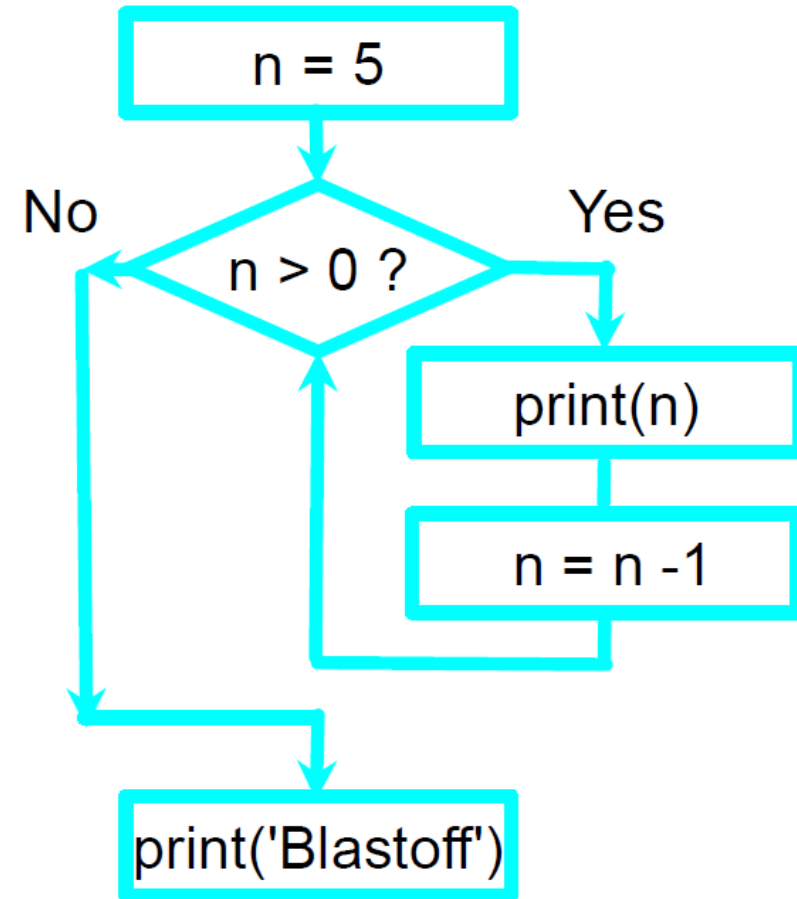 n = 5
No
Yes
n > 0 ?
print(n)
n = n -1
print('Blastoff')